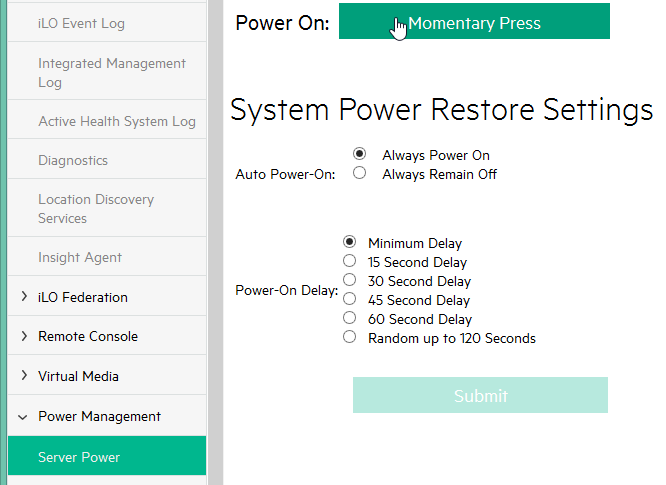 iLO Event Log
Integrated Management
Log
Active Health System Log
Diagnostics
Location Discovery
Services
Insight Agent
iLO Federation
Remote Console
Virtual Media
Power Management
Server Power
Power On:
Momentary Press
System Power Restore Settings
Auto Power-On:
Always Power On
Always Remain Off
Power-On Delay:
Minimum Delay
15 Second Delay
30 Second Delay
45 Second Delay
60 Second Delay
Random up to 120 Seconds
Submit